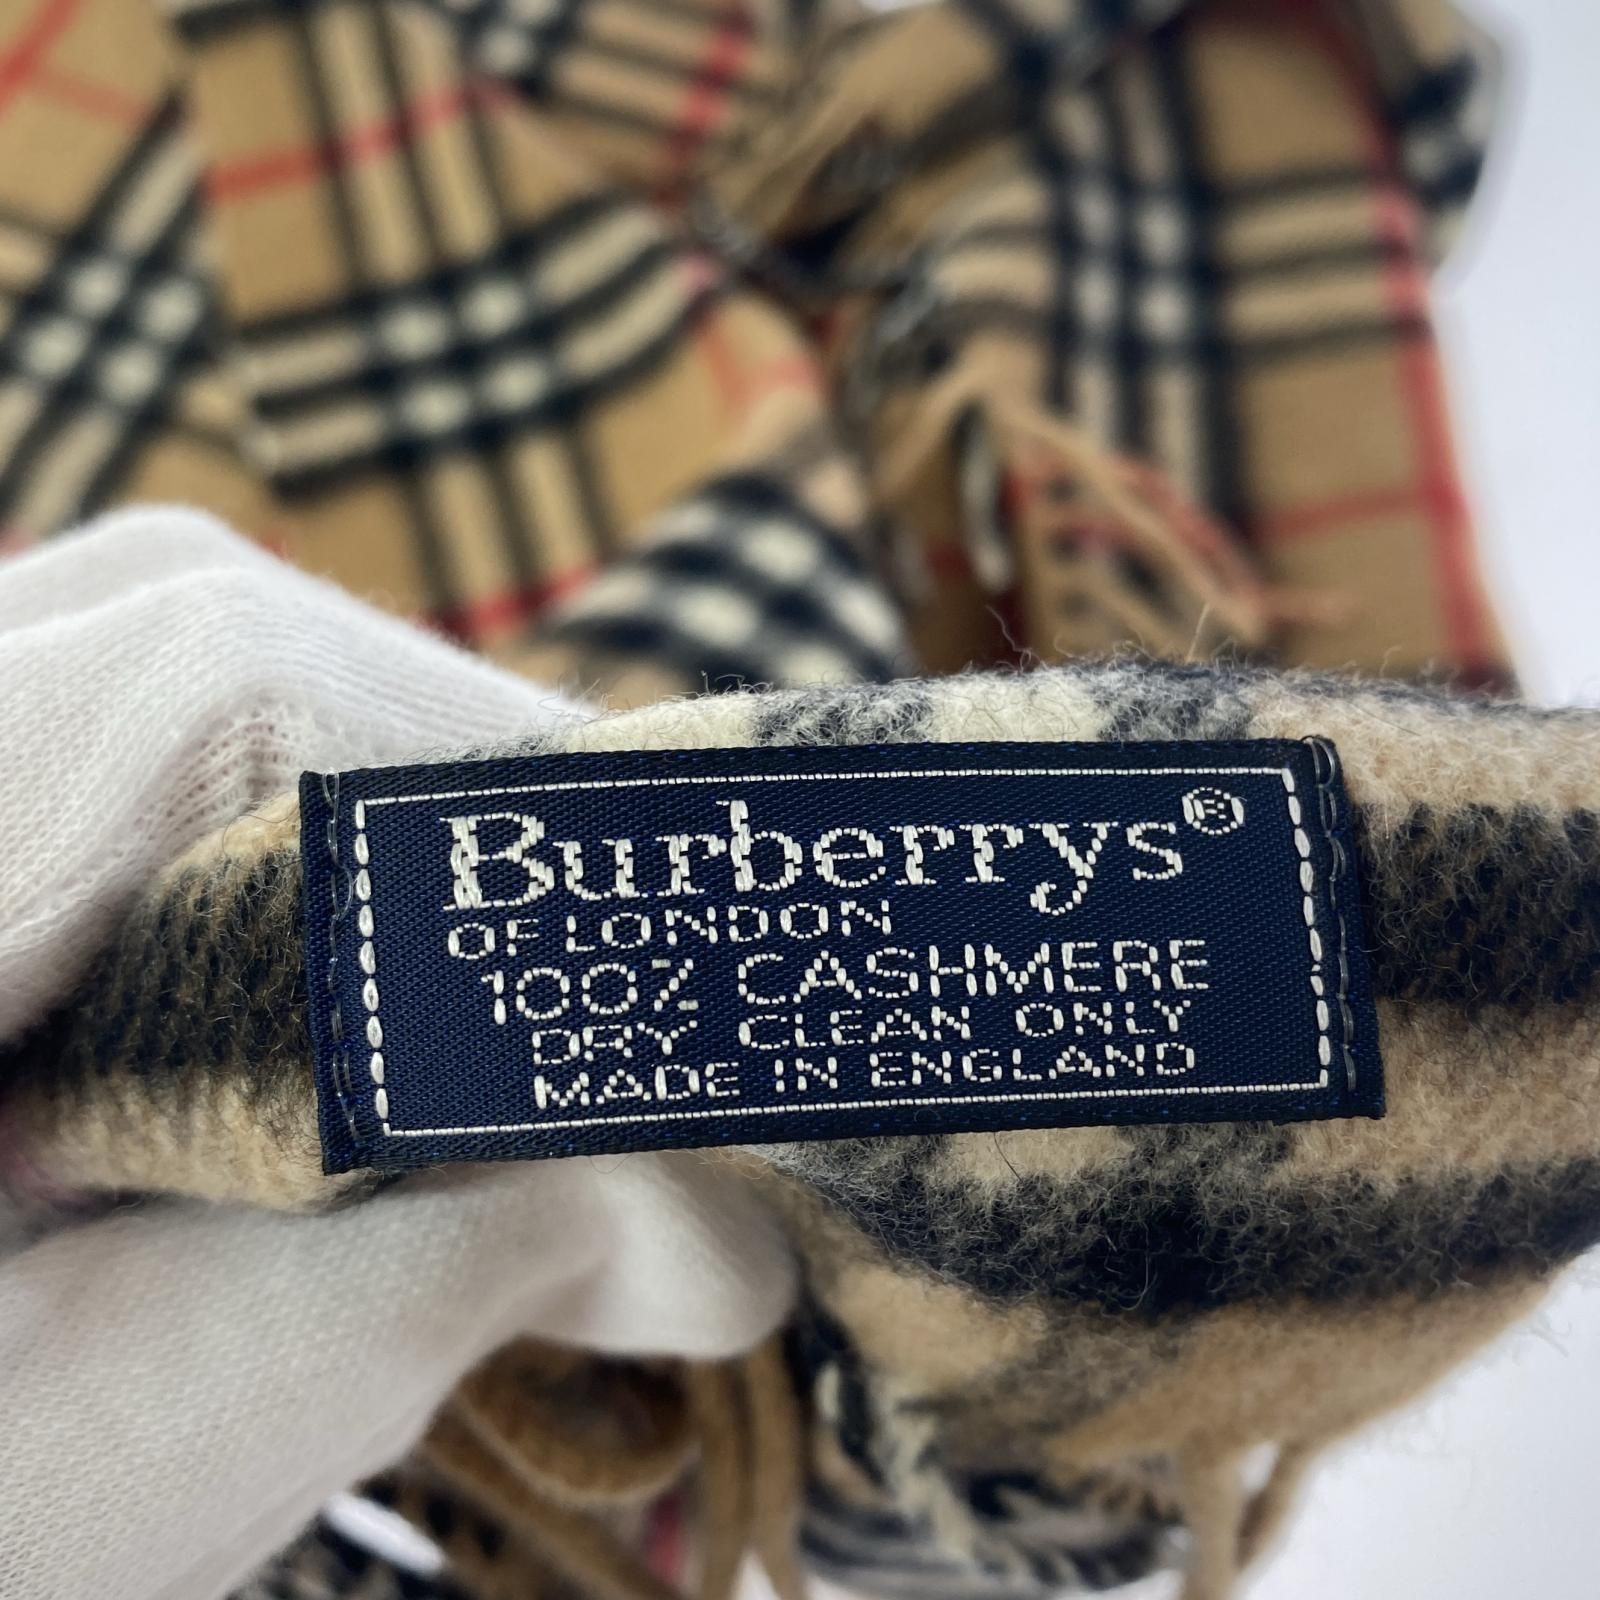 Burberrys®
OF LONDON
100% CASHMERE
DRY CLEAN ONLY
MADE IN ENGLAND